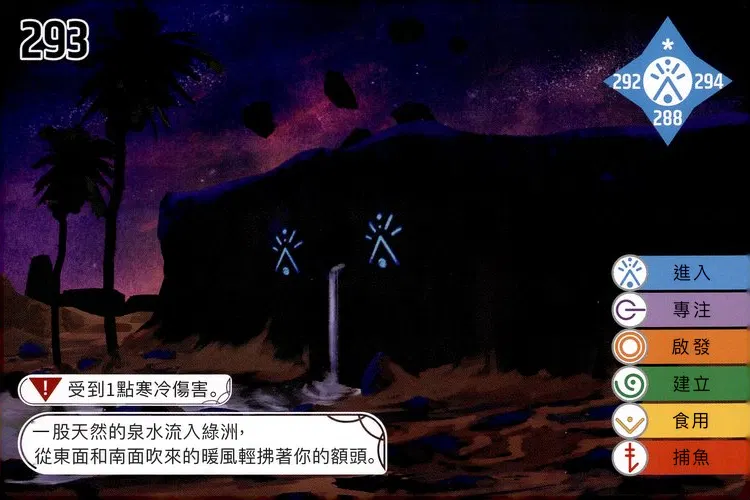 293
*
292
294
288
進入
專注
啟發
建立
食用
捕魚
! 受到1點寒冷傷害。
一股天然的泉水流入綠洲，
從東面和南面吹來的暖風輕拂著你的額頭。